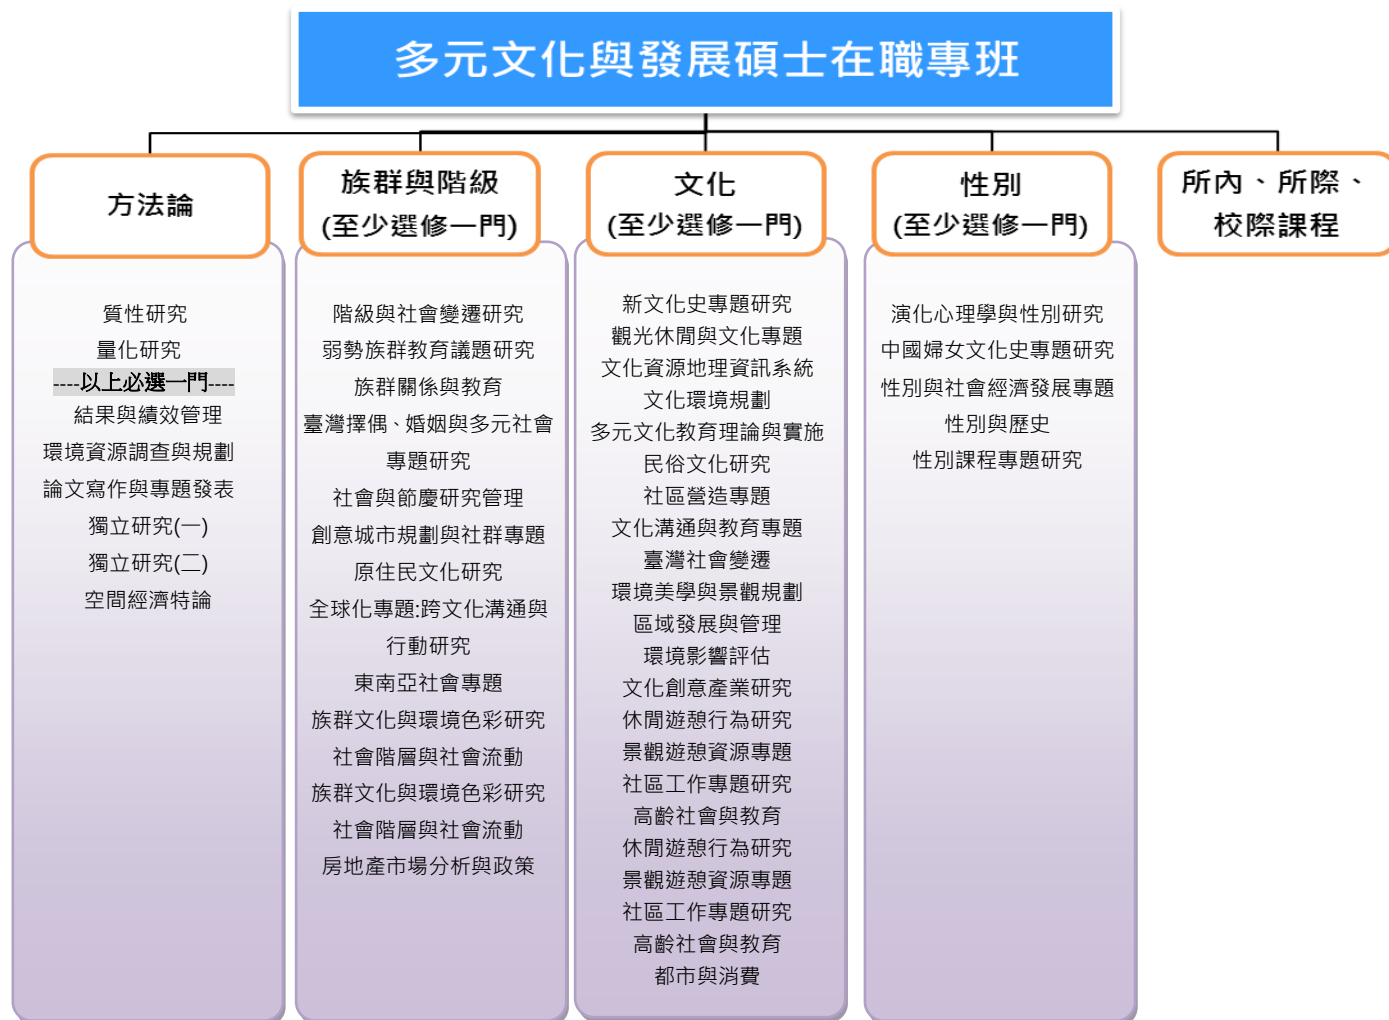 多元文化與發展碩士在職專班
方法論
質性研究
量化研究
----以上必選一門----
結果與績效管理
環境資源調查與規劃
論文寫作與專題發表
獨立研究(一)
獨立研究(二)
空間經濟特論
族群與階級
(至少選修一門)
階級與社會變遷研究
弱勢族群教育議題研究
族群關係與教育
臺灣擇偶、婚姻與多元社會
專題研究
社會與節慶研究管理
創意城市規劃與社群專題
原住民文化研究
全球化專題:跨文化溝通與
行動研究
東南亞社會專題
族群文化與環境色彩研究
社會階層與社會流動
族群文化與環境色彩研究
社會階層與社會流動
房地產市場分析與政策
文化
(至少選修一門)
新文化史專題研究
觀光休閒與文化專題
文化資源地理資訊系統
文化環境規劃
多元文化教育理論與實施
民俗文化研究
社區營造專題
文化溝通與教育專題
臺灣社會變遷
環境美學與景觀規劃
區域發展與管理
環境影響評估
文化創意產業研究
休閒遊憩行為研究
景觀遊憩資源專題
社區工作專題研究
高齡社會與教育
休閒遊憩行為研究
景觀遊憩資源專題
社區工作專題研究
高齡社會與教育
都市與消費
性別
(至少選修一門)
演化心理學與性別研究
中國婦女文化史專題研究
性別與社會經濟發展專題
性別與歷史
性別課程專題研究
所內、所際、
校際課程